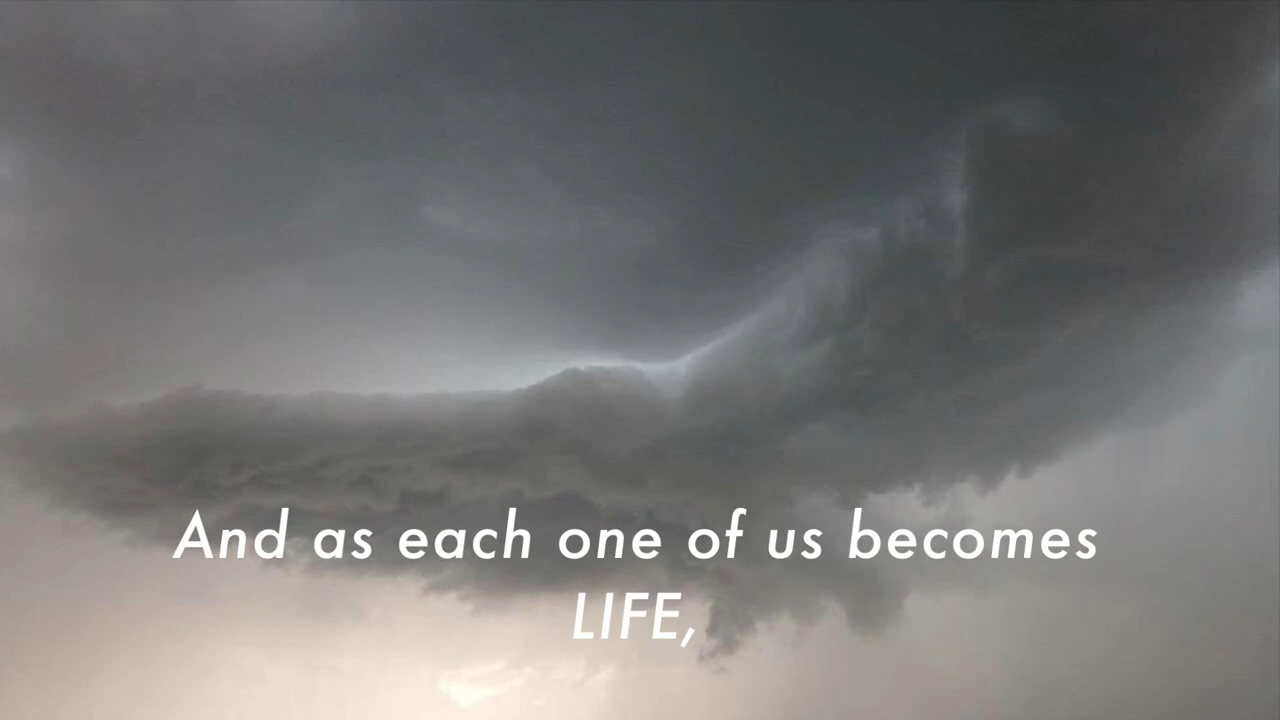 And as each one of us becomes
LIFE,